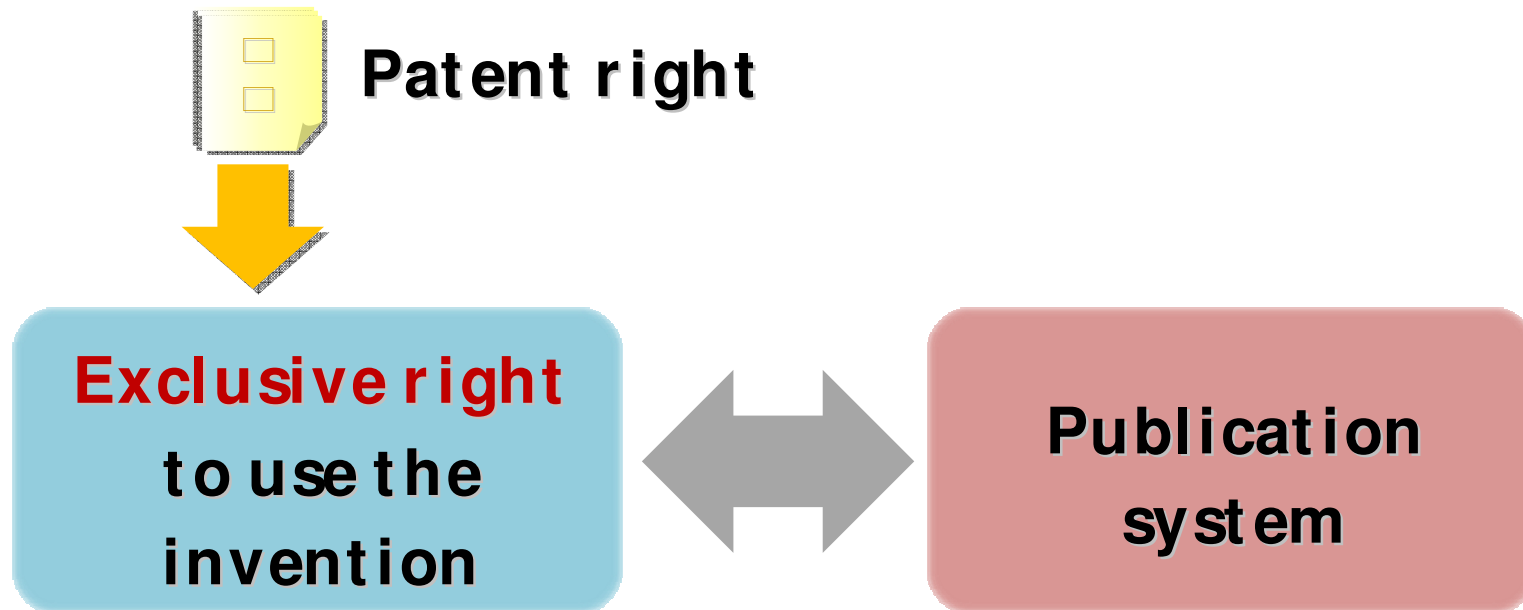 Patent right
Exclusive right
to use the
invention
Publication
system